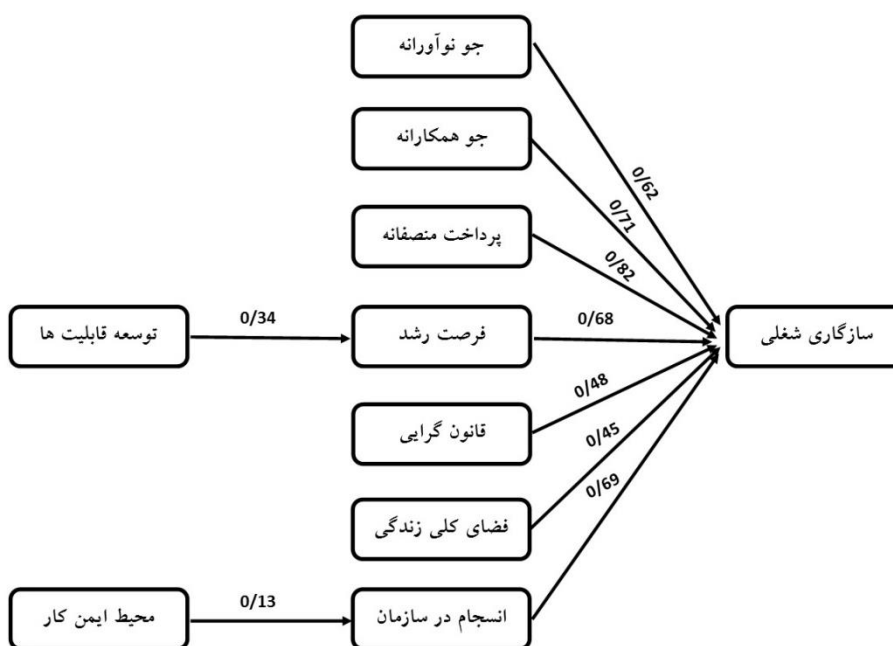 جو نوآورانه
جو همکارانه
پرداخت منصفانه
فرصت رشد
قانون گرایی
فضای کلی زندگی
انسجام در سازمان
توسعه قابلیت ها
محیط ایمن کار
سازگاری شغلی
0/62
0/71
0/82
0/68
0/48
0/45
0/69
0/34
0/13